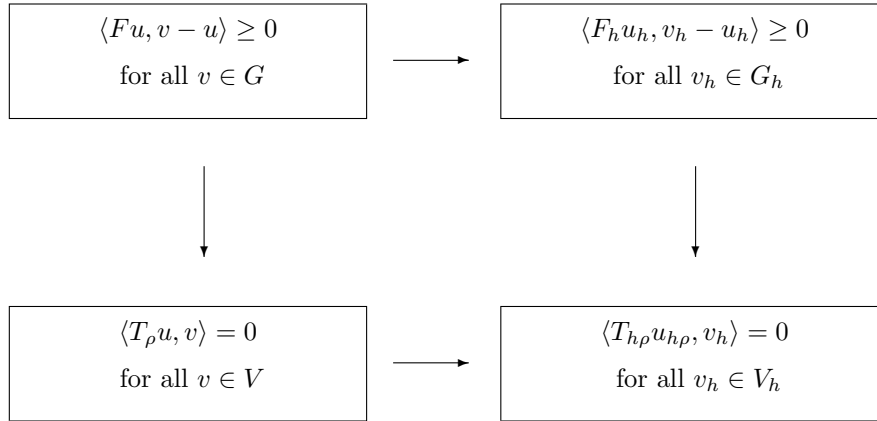 ⟨Fu, v − u⟩ ≥ 0
for all v ∈ G
⟨F_h u_h, v_h − u_h⟩ ≥ 0
for all v_h ∈ G_h
⟨T_ρ u, v⟩ = 0
for all v ∈ V
⟨T_{hρ} u_{hρ}, v_h⟩ = 0
for all v_h ∈ V_h